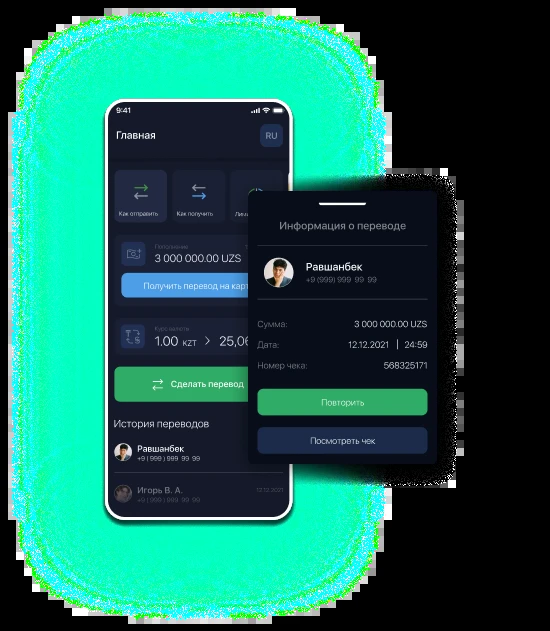 9:41
Главная
RU
Как отправить
Как получить
Пополнение
3 000 000.00 UZS
Получить перевод на карт
Курс валюты
1.00 KZT > 25,06
Сделать перевод
История переводов
Равшанбек
+9 (999) 999 99 99
Игорь В. А.
12.12.2021
+9 (999) 999 99 99
Информация о переводе
Равшанбек
+9 (999) 999 99 99
Сумма: 3 000 000.00 UZS
Дата: 12.12.2021 | 24:59
Номер чека: 568325171
Повторить
Посмотреть чек